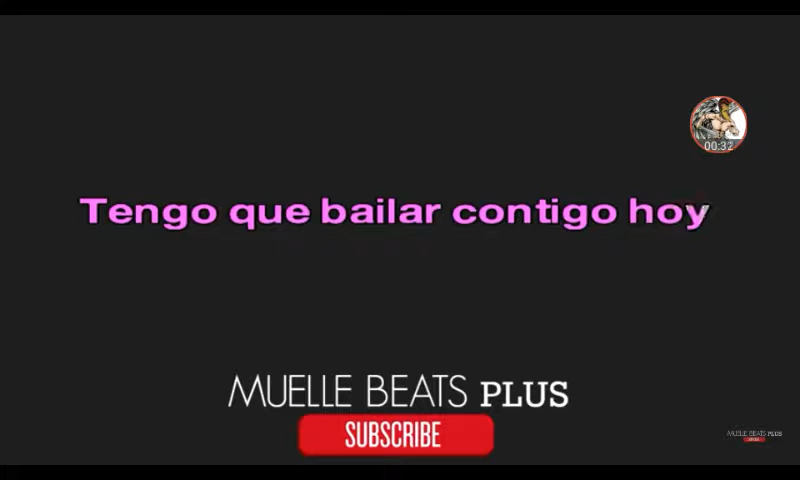 00:32
Tengo que bailar contigo hoy
MUELLE BEATS PLUS
SUBSCRIBE
MUELLE BEATS PLUS